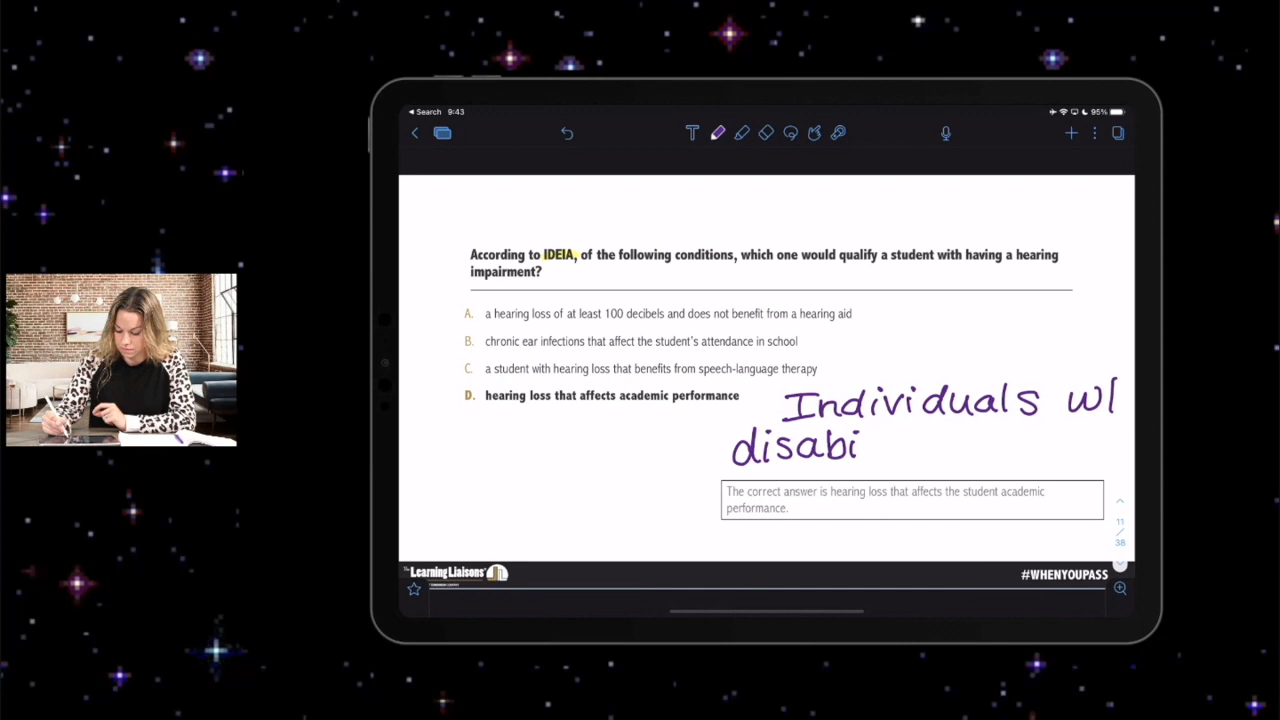 Search 9:43
95%
T
According to IDEIA, of the following conditions, which one would qualify a student with having a hearing
impairment?
A. a hearing loss of at least 100 decibels and does not benefit from a hearing aid
B. chronic ear infections that affect the student's attendance in school
C. a student with hearing loss that benefits from speech-language therapy
D. hearing loss that affects academic performance
Individuals w/
disabi
The correct answer is hearing loss that affects the student academic
performance.
11
/
38
The Learning Liaisons
#WHENYOUPASS